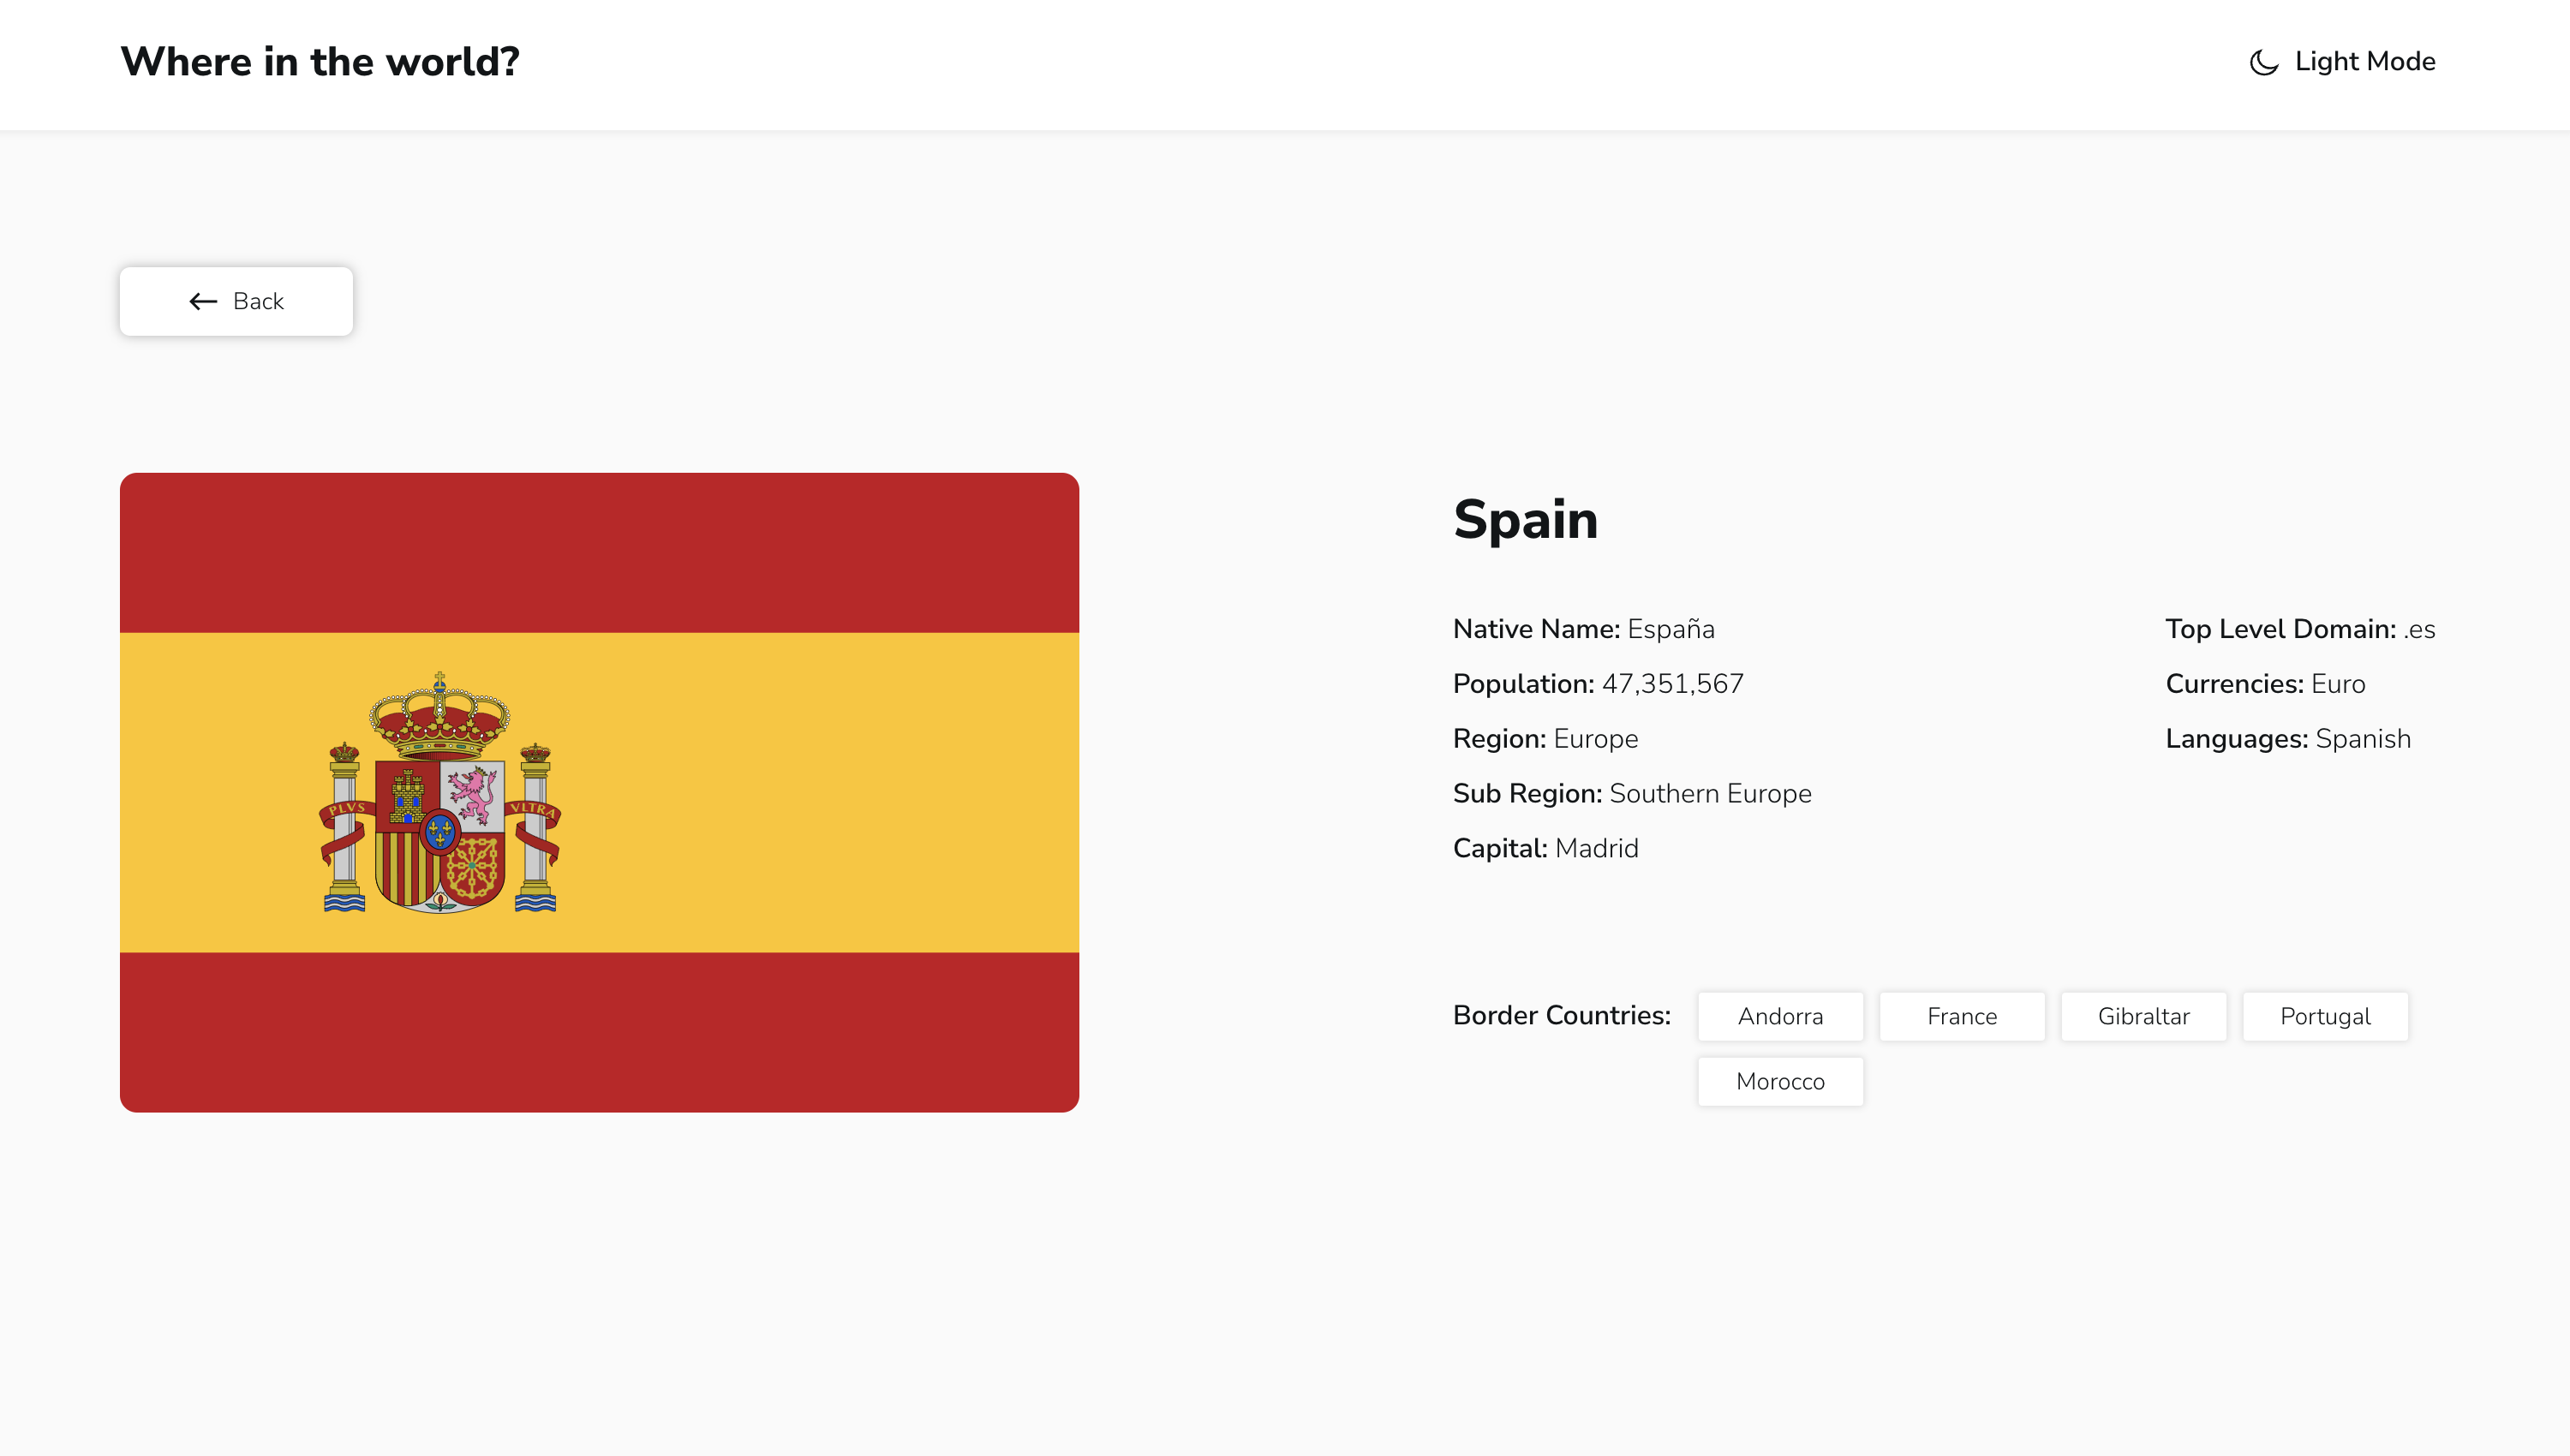 Where in the world?
Light Mode
Back
PLVS
VLTRA
Spain
Native Name: España
Population: 47,351,567
Region: Europe
Sub Region: Southern Europe
Capital: Madrid
Top Level Domain: .es
Currencies: Euro
Languages: Spanish
Border Countries:
Andorra
France
Gibraltar
Portugal
Morocco